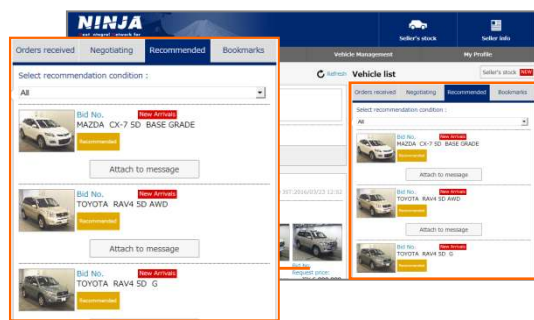 NINJA
Seller's stock
Seller info
Vehicle Management
My Profile
Orders received
Negotiating
Recommended
Bookmarks
Select recommendation condition :
All
Bid No.
New Arrivals
MAZDA CX-7 5D BASE GRADE
Recommended
Attach to message
Bid No.
New Arrivals
TOYOTA RAV4 5D AWD
Recommended
Attach to message
Bid No.
New Arrivals
TOYOTA RAV4 5D G
Recommended
Refresh
Bid No.
Request price:
Vehicle list
Seller's stock NEW
Orders received
Negotiating
Recommended
Bookmarks
Select recommendation condition :
All
Bid No.
New Arrivals
MAZDA CX-7 5D BASE GRADE
Recommended
Attach to message
Bid No.
New Arrivals
TOYOTA RAV4 5D AWD
Recommended
Attach to message
Bid No.
New Arrivals
TOYOTA RAV4 5D G
Recommended